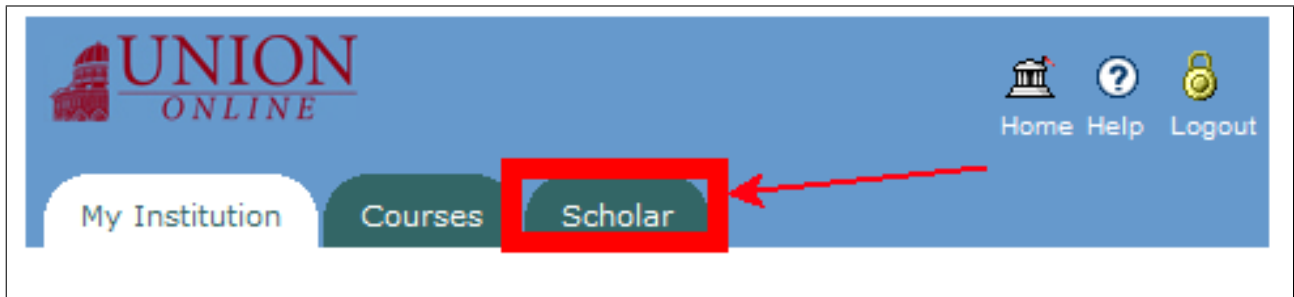 UNION
ONLINE
Home Help Logout
My Institution Courses Scholar